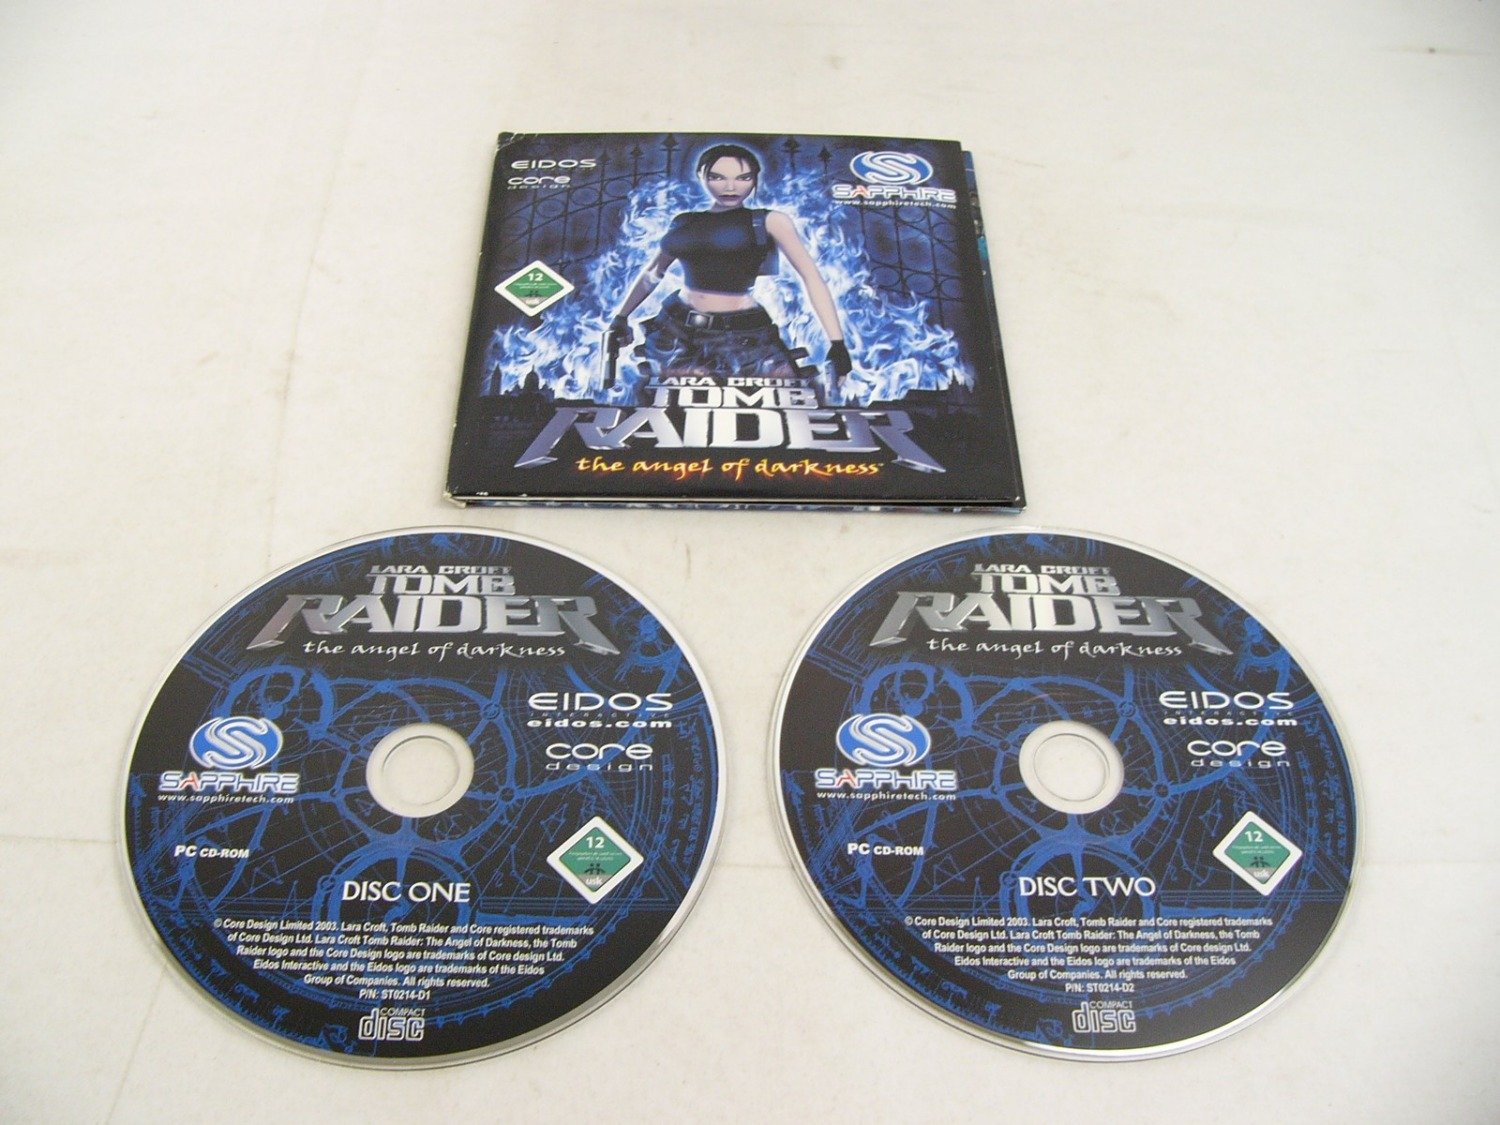 EIDOS
core
design
SAPPHIRE
www.sapphiretech.com
12
usk
LARA CROFT
TOMB
RAIDER
the angel of darkness
LARA CROFT
TOMB
RAIDER
the angel of darkness
EIDOS
INTERACTIVE
eidos.com
core
design
SAPPHIRE
www.sapphiretech.com
PC CD-ROM
12
usk
DISC ONE
© Core Design Limited 2003. Lara Croft, Tomb Raider and Core registered trademarks
of Core Design Ltd. Lara Croft Tomb Raider: The Angel of Darkness, the Tomb
Raider logo and the Core Design logo are trademarks of Core design Ltd.
Eidos Interactive and the Eidos logo are trademarks of the Eidos
Group of Companies. All rights reserved.
P/N: ST0214-D1
COMPACT
disc
LARA CROFT
TOMB
RAIDER
the angel of darkness
EIDOS
INTERACTIVE
eidos.com
core
design
SAPPHIRE
www.sapphiretech.com
PC CD-ROM
12
usk
DISC TWO
© Core Design Limited 2003. Lara Croft, Tomb Raider and Core registered trademarks
of Core Design Ltd. Lara Croft Tomb Raider: The Angel of Darkness, the Tomb
Raider logo and the Core Design logo are trademarks of Core design Ltd.
Eidos Interactive and the Eidos logo are trademarks of the Eidos
Group of Companies. All rights reserved.
P/N: ST0214-D2
COMPACT
disc